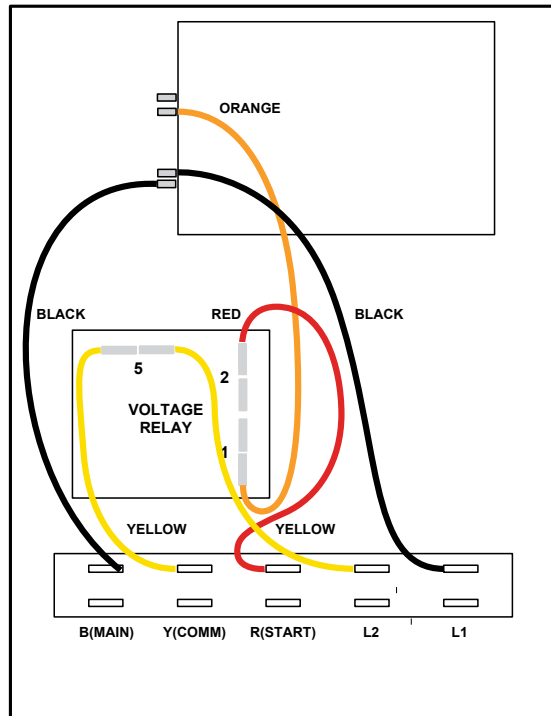 ORANGE
BLACK
RED
BLACK
5
2
VOLTAGE
RELAY
1
YELLOW
YELLOW
B(MAIN)
Y(COMM)
R(START)
L2
L1